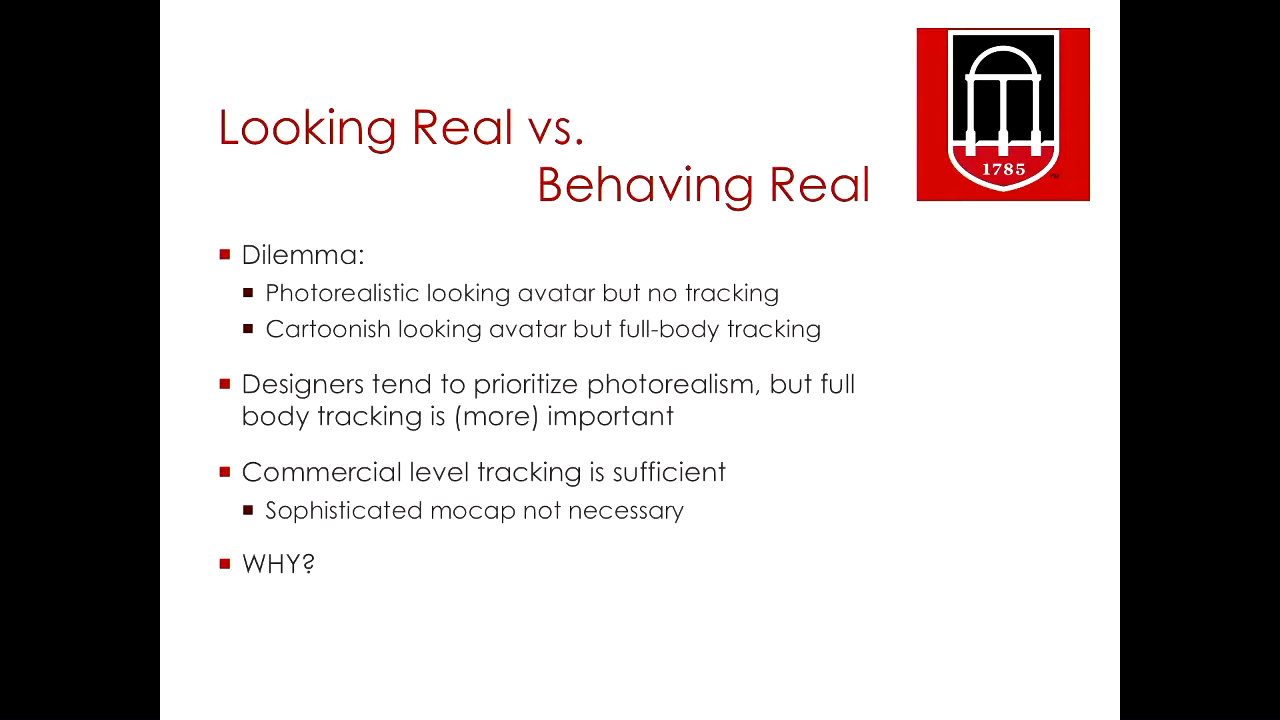 1785
Looking Real vs.
Behaving Real
Dilemma:
Photorealistic looking avatar but no tracking
Cartoonish looking avatar but full-body tracking
Designers tend to prioritize photorealism, but full
body tracking is (more) important
Commercial level tracking is sufficient
Sophisticated mocap not necessary
WHY?